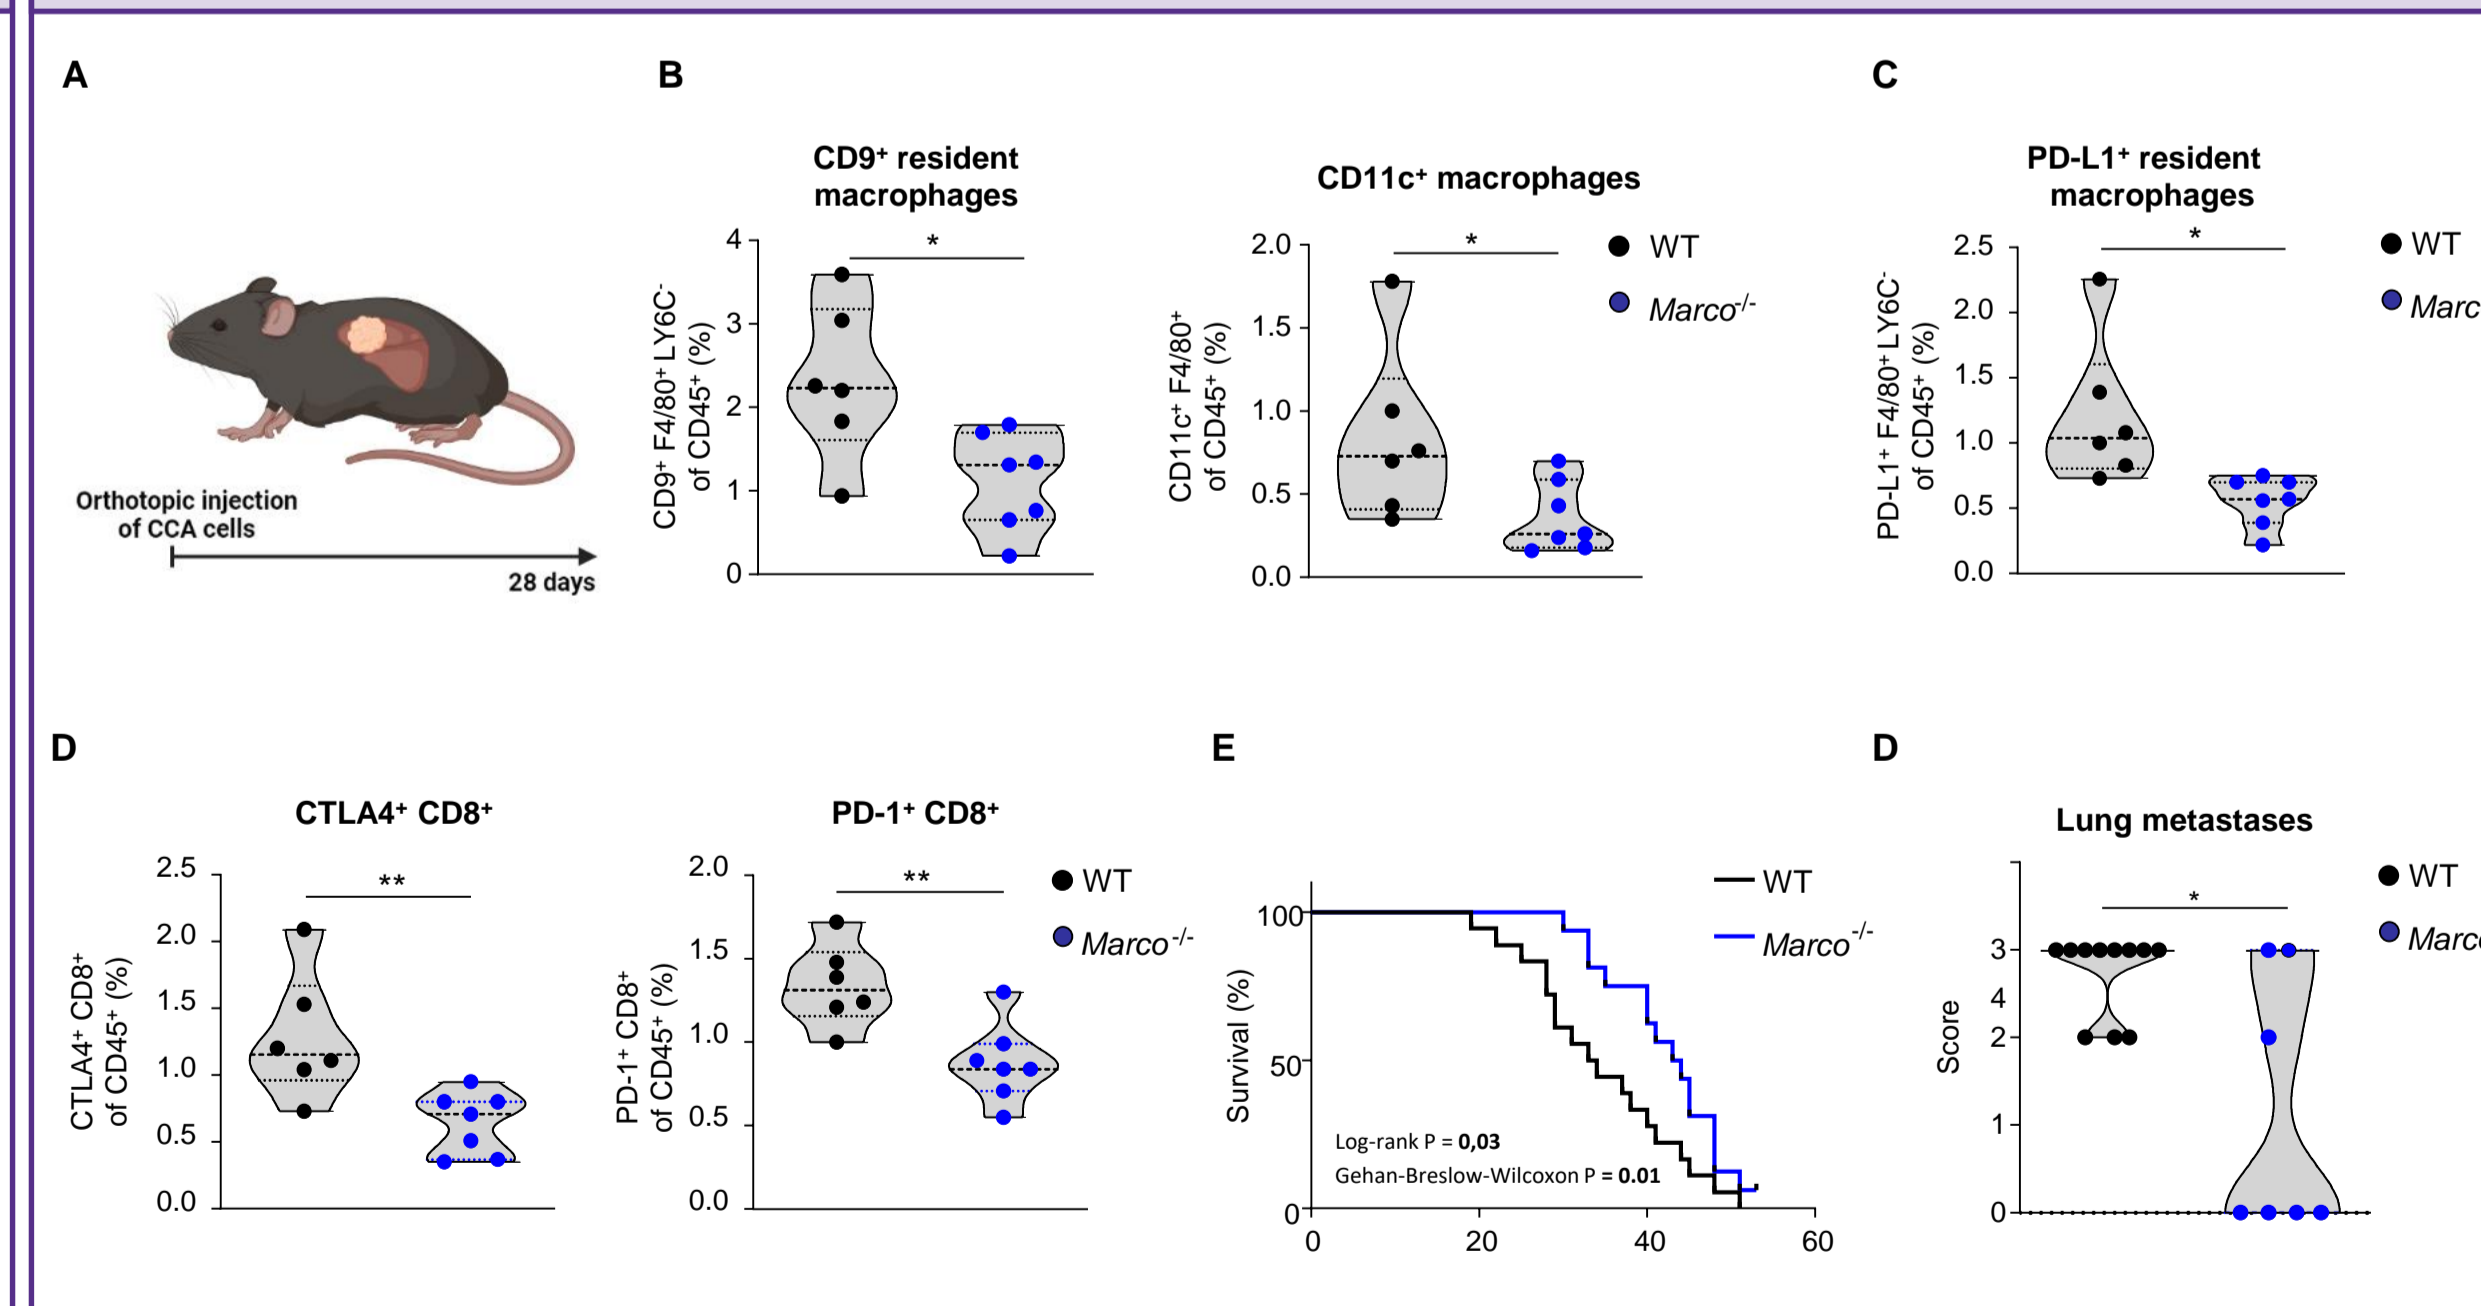 A
Orthotopic injection
of CCA cells
28 days
B
CD9⁺ resident
macrophages
CD9⁺ F4/80⁺ LY6C⁻
of CD45⁺ (%)
4
3
2
1
0
*
CD11c⁺ macrophages
CD11c⁺ F4/80⁺
of CD45⁺ (%)
2.0
1.5
1.0
0.5
0.0
*
WT
Marco⁻/⁻
C
PD-L1⁺ resident
macrophages
PD-L1⁺ F4/80⁺ LY6C⁻
of CD45⁺ (%)
2.5
2.0
1.5
1.0
0.5
0.0
*
WT
Marc
D
CTLA4⁺ CD8⁺
CTLA4⁺ CD8⁺
of CD45⁺ (%)
2.5
2.0
1.5
1.0
0.5
0.0
**
PD-1⁺ CD8⁺
PD-1⁺ CD8⁺
of CD45⁺ (%)
2.0
1.5
1.0
0.5
0.0
**
WT
Marco⁻/⁻
E
Survival (%)
100
50
0
0 20 40 60
WT
Marco⁻/⁻
Log-rank P = 0,03
Gehan-Breslow-Wilcoxon P = 0.01
D
Lung metastases
Score
3
4
2
1
0
*
WT
Marc